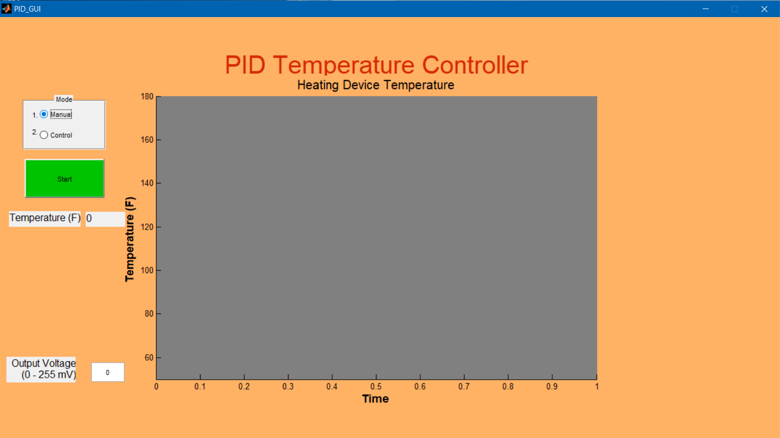 PID_GUI
PID Temperature Controller
Heating Device Temperature
Mode
1. Manual
2. Control
Start
Temperature (F) 0
Output Voltage
(0 - 255 mV)
0
Temperature (F)
180
160
140
120
100
80
60
0 0.1 0.2 0.3 0.4 0.5 0.6 0.7 0.8 0.9 1
Time